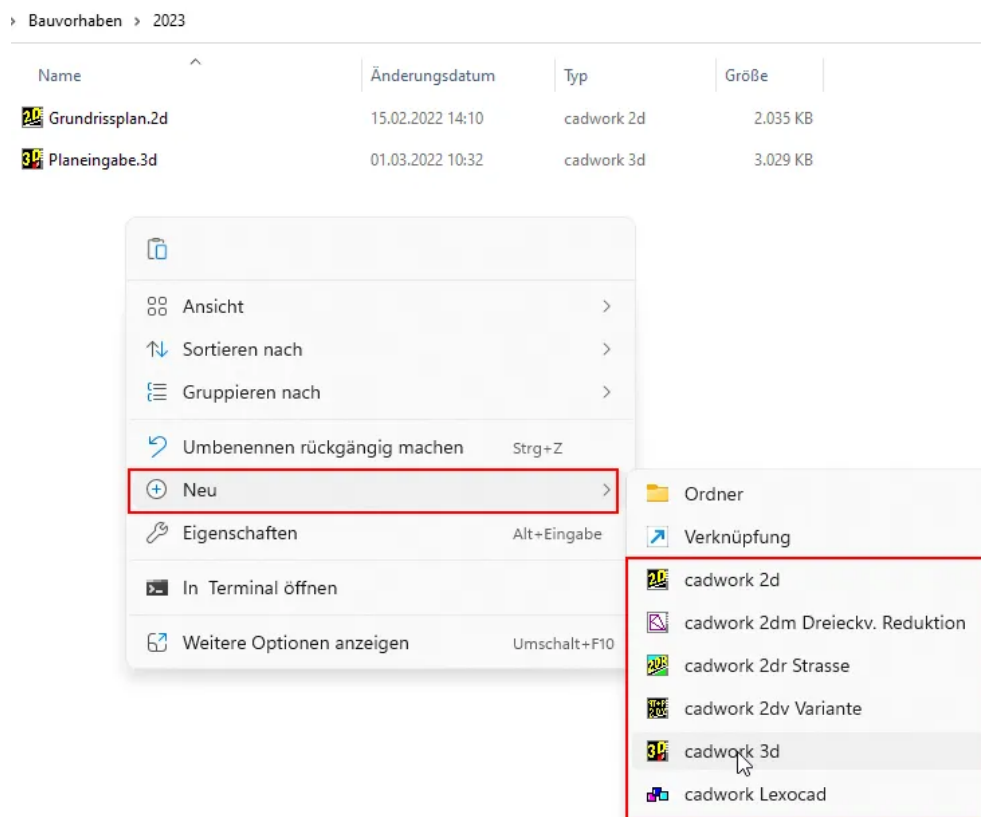 › Bauvorhaben › 2023
Name Änderungsdatum Typ Größe
Grundrissplan.2d 15.02.2022 14:10 cadwork 2d 2.035 KB
Planeingabe.3d 01.03.2022 10:32 cadwork 3d 3.029 KB
Ansicht
Sortieren nach
Gruppieren nach
Umbenennen rückgängig machen Strg+Z
Neu
Eigenschaften Alt+Eingabe
In Terminal öffnen
Weitere Optionen anzeigen Umschalt+F10
Ordner
Verknüpfung
cadwork 2d
cadwork 2dm Dreieckv. Reduktion
cadwork 2dr Strasse
cadwork 2dv Variante
cadwork 3d
cadwork Lexocad